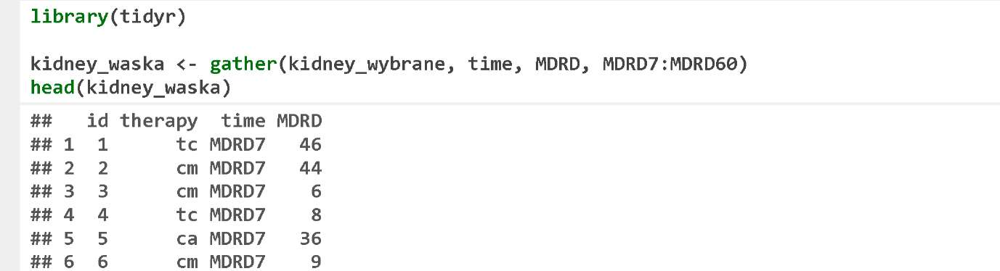 library(tidyr)
kidney_waska <- gather(kidney_wybrane, time, MDRD, MDRD7:MDRD60)
head(kidney_waska)
##   id therapy  time MDRD
## 1  1      tc MDRD7   46
## 2  2      cm MDRD7   44
## 3  3      cm MDRD7    6
## 4  4      tc MDRD7    8
## 5  5      ca MDRD7   36
## 6  6      cm MDRD7    9